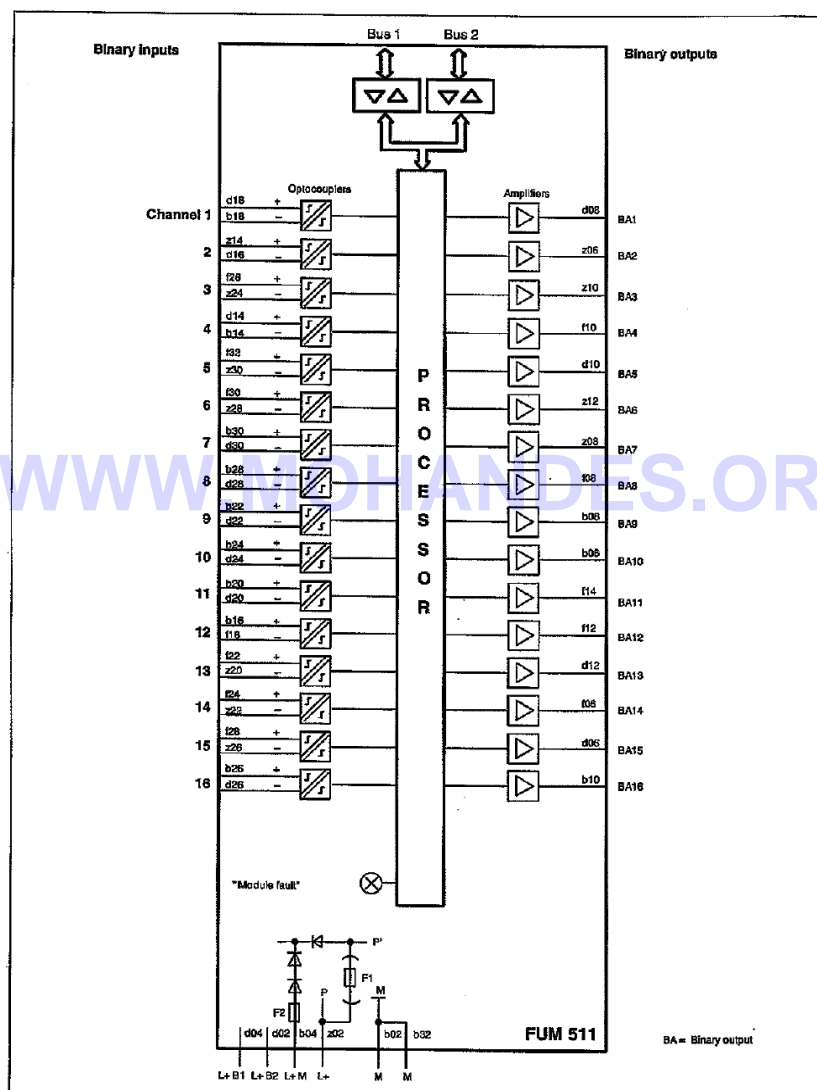 Bus 1 Bus 2
Binary inputs
Binary outputs
Optocouplers
Amplifiers
Channel 1 d18 + b18 − d08 BA1
2 z14 + d16 − z06 BA2
3 f26 + z24 − z10 BA3
4 d14 + b14 − f10 BA4
5 f32 + z30 − d10 BA5
6 f30 + z28 − z12 BA6
7 b30 + d30 − z08 BA7
8 b28 + d28 − f08 BA8
9 b22 + d22 − b08 BA9
10 b24 + d24 − BA10
11 b20 + d20 − f14 BA11
12 b16 + − f12 BA12
13 f22 + z20 − d12 BA13
14 f24 + z22 − f06 BA14
15 f28 + z26 − d06 BA15
16 b26 + d26 − b10 BA16
PROCESSOR
WWW.MOHANDES.OR
"Module fault"
P'
F1
P
M
F2
d04 d02 b04 z02 b02 b32
FUM 511
BA = Binary output
L+B1 L+B2 L+M L+ M M